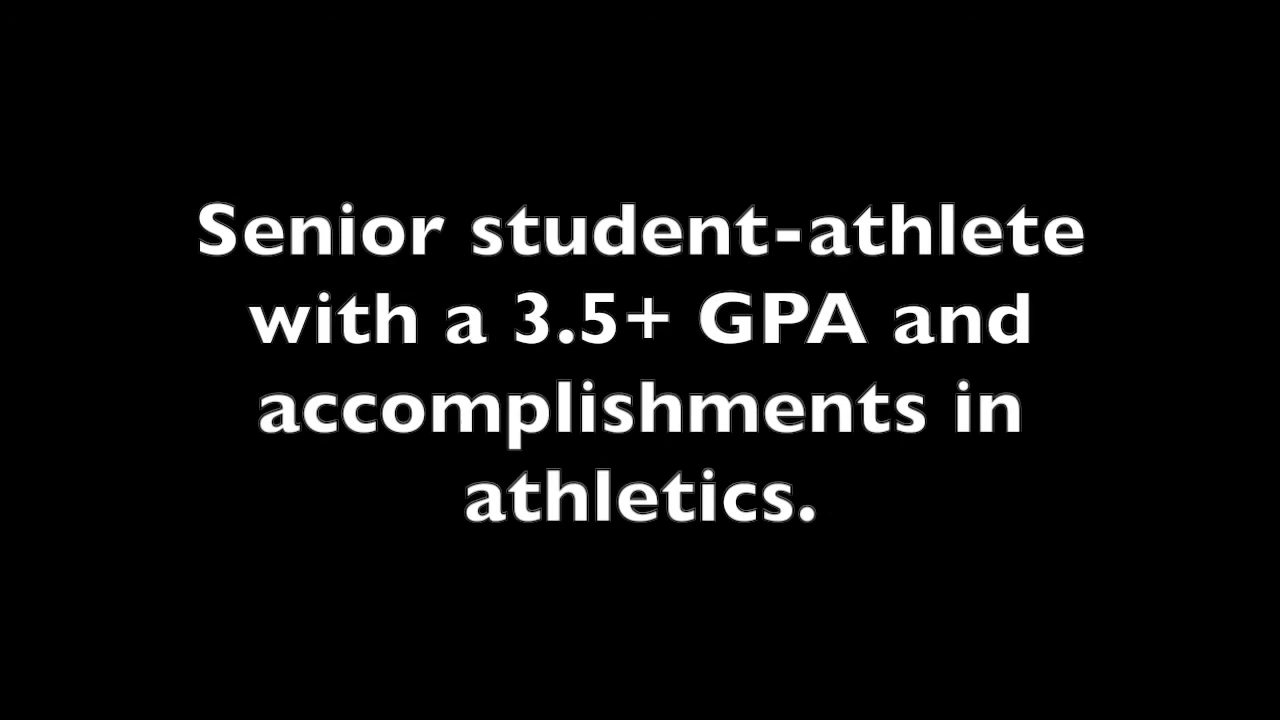 Senior student-athlete
with a 3.5+ GPA and
accomplishments in
athletics.